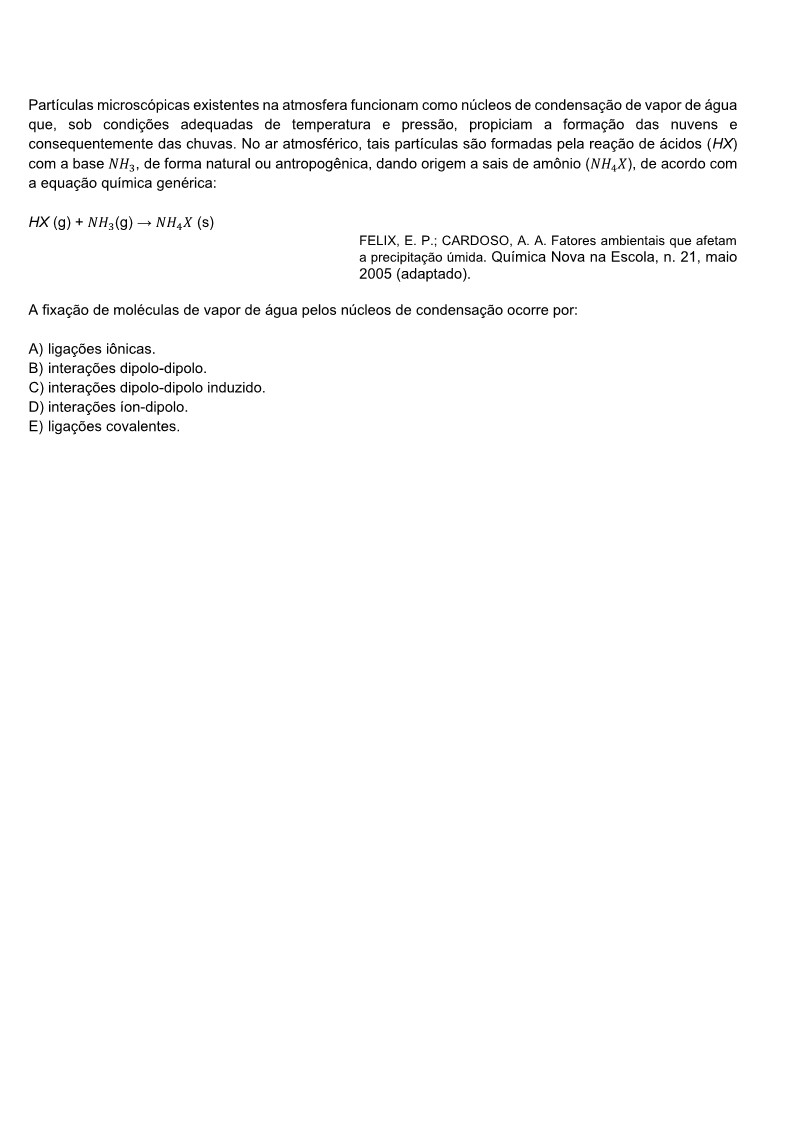 Partículas microscópicas existentes na atmosfera funcionam como núcleos de condensação de vapor de água
que, sob condições adequadas de temperatura e pressão, propiciam a formação das nuvens e
consequentemente das chuvas. No ar atmosférico, tais partículas são formadas pela reação de ácidos (HX)
com a base NH₃, de forma natural ou antropogênica, dando origem a sais de amônio (NH₄X), de acordo com
a equação química genérica:
HX (g) + NH₃(g) → NH₄X (s)
FELIX, E. P.; CARDOSO, A. A. Fatores ambientais que afetam
a precipitação úmida. Química Nova na Escola, n. 21, maio
2005 (adaptado).
A fixação de moléculas de vapor de água pelos núcleos de condensação ocorre por:
A) ligações iônicas.
B) interações dipolo-dipolo.
C) interações dipolo-dipolo induzido.
D) interações íon-dipolo.
E) ligações covalentes.